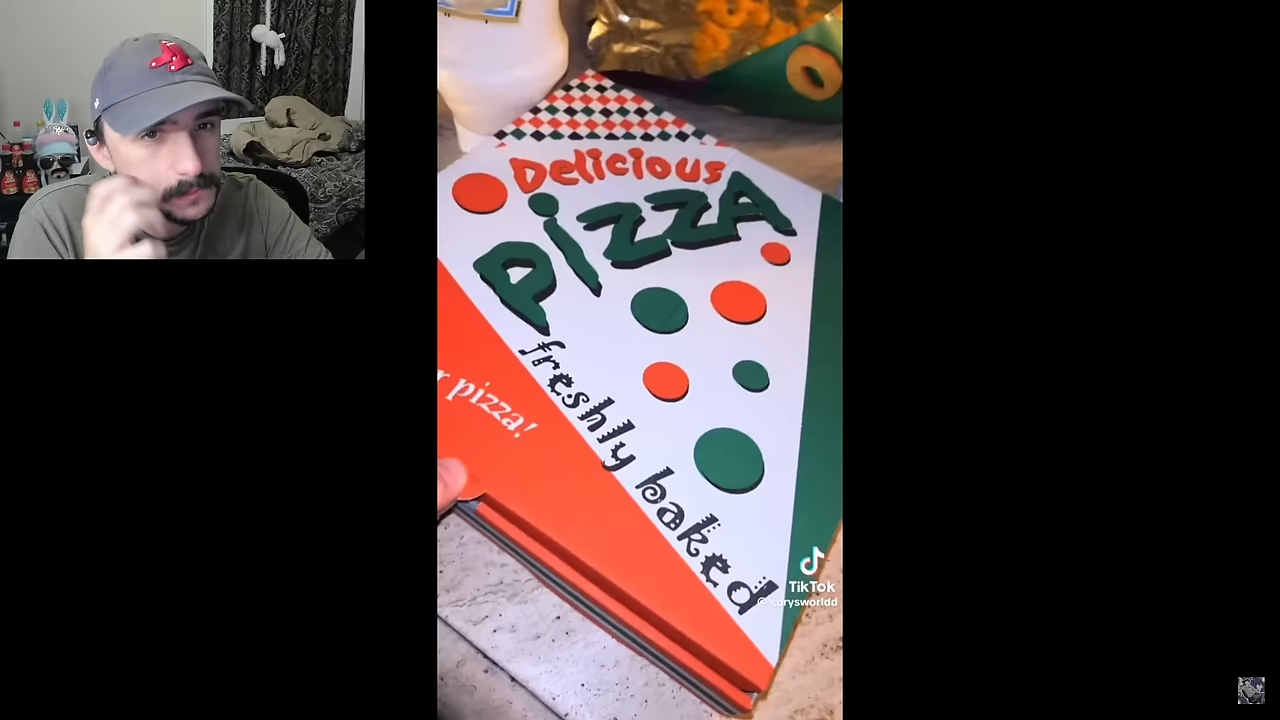 Delicious
Pizza
freshly baked
r pizza!
TikTok
@corysworldd